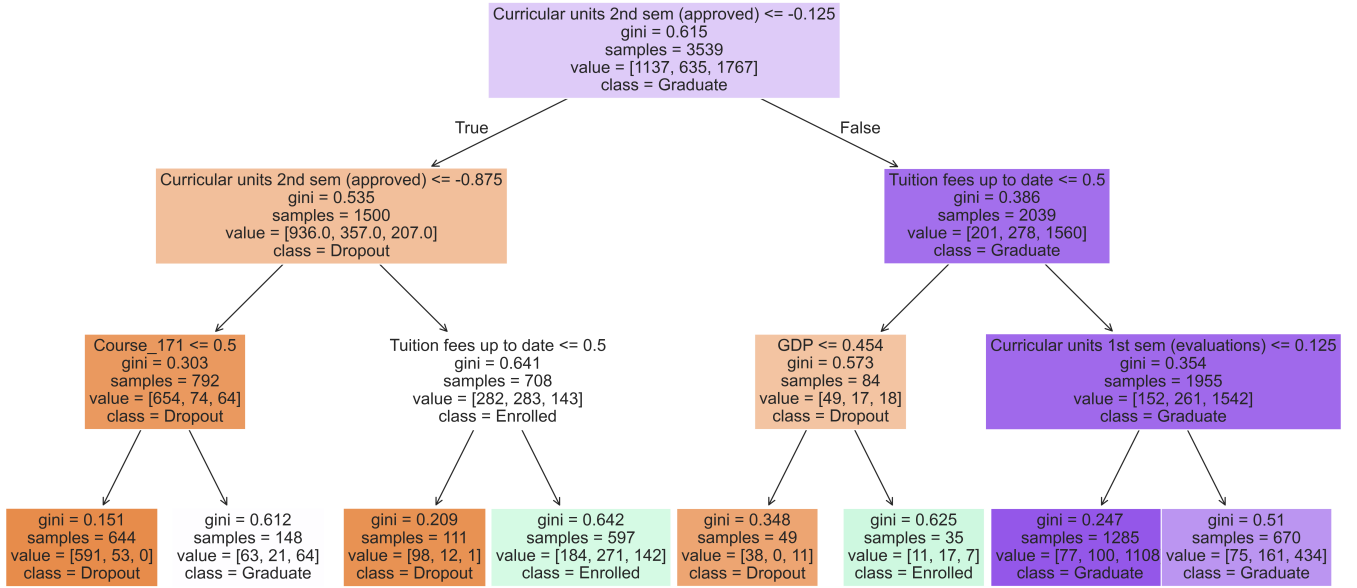 Curricular units 2nd sem (approved) <= -0.125
gini = 0.615
samples = 3539
value = [1137, 635, 1767]
class = Graduate
True
False
Curricular units 2nd sem (approved) <= -0.875
gini = 0.535
samples = 1500
value = [936.0, 357.0, 207.0]
class = Dropout
Tuition fees up to date <= 0.5
gini = 0.386
samples = 2039
value = [201, 278, 1560]
class = Graduate
Course_171 <= 0.5
gini = 0.303
samples = 792
value = [654, 74, 64]
class = Dropout
Tuition fees up to date <= 0.5
gini = 0.641
samples = 708
value = [282, 283, 143]
class = Enrolled
GDP <= 0.454
gini = 0.573
samples = 84
value = [49, 17, 18]
class = Dropout
Curricular units 1st sem (evaluations) <= 0.125
gini = 0.354
samples = 1955
value = [152, 261, 1542]
class = Graduate
gini = 0.151
samples = 644
value = [591, 53, 0]
class = Dropout
gini = 0.612
samples = 148
value = [63, 21, 64]
class = Graduate
gini = 0.209
samples = 111
value = [98, 12, 1]
class = Dropout
gini = 0.642
samples = 597
value = [184, 271, 142]
class = Enrolled
gini = 0.348
samples = 49
value = [38, 0, 11]
class = Dropout
gini = 0.625
samples = 35
value = [11, 17, 7]
class = Enrolled
gini = 0.247
samples = 1285
value = [77, 100, 1108
class = Graduate
gini = 0.51
samples = 670
value = [75, 161, 434]
class = Graduate